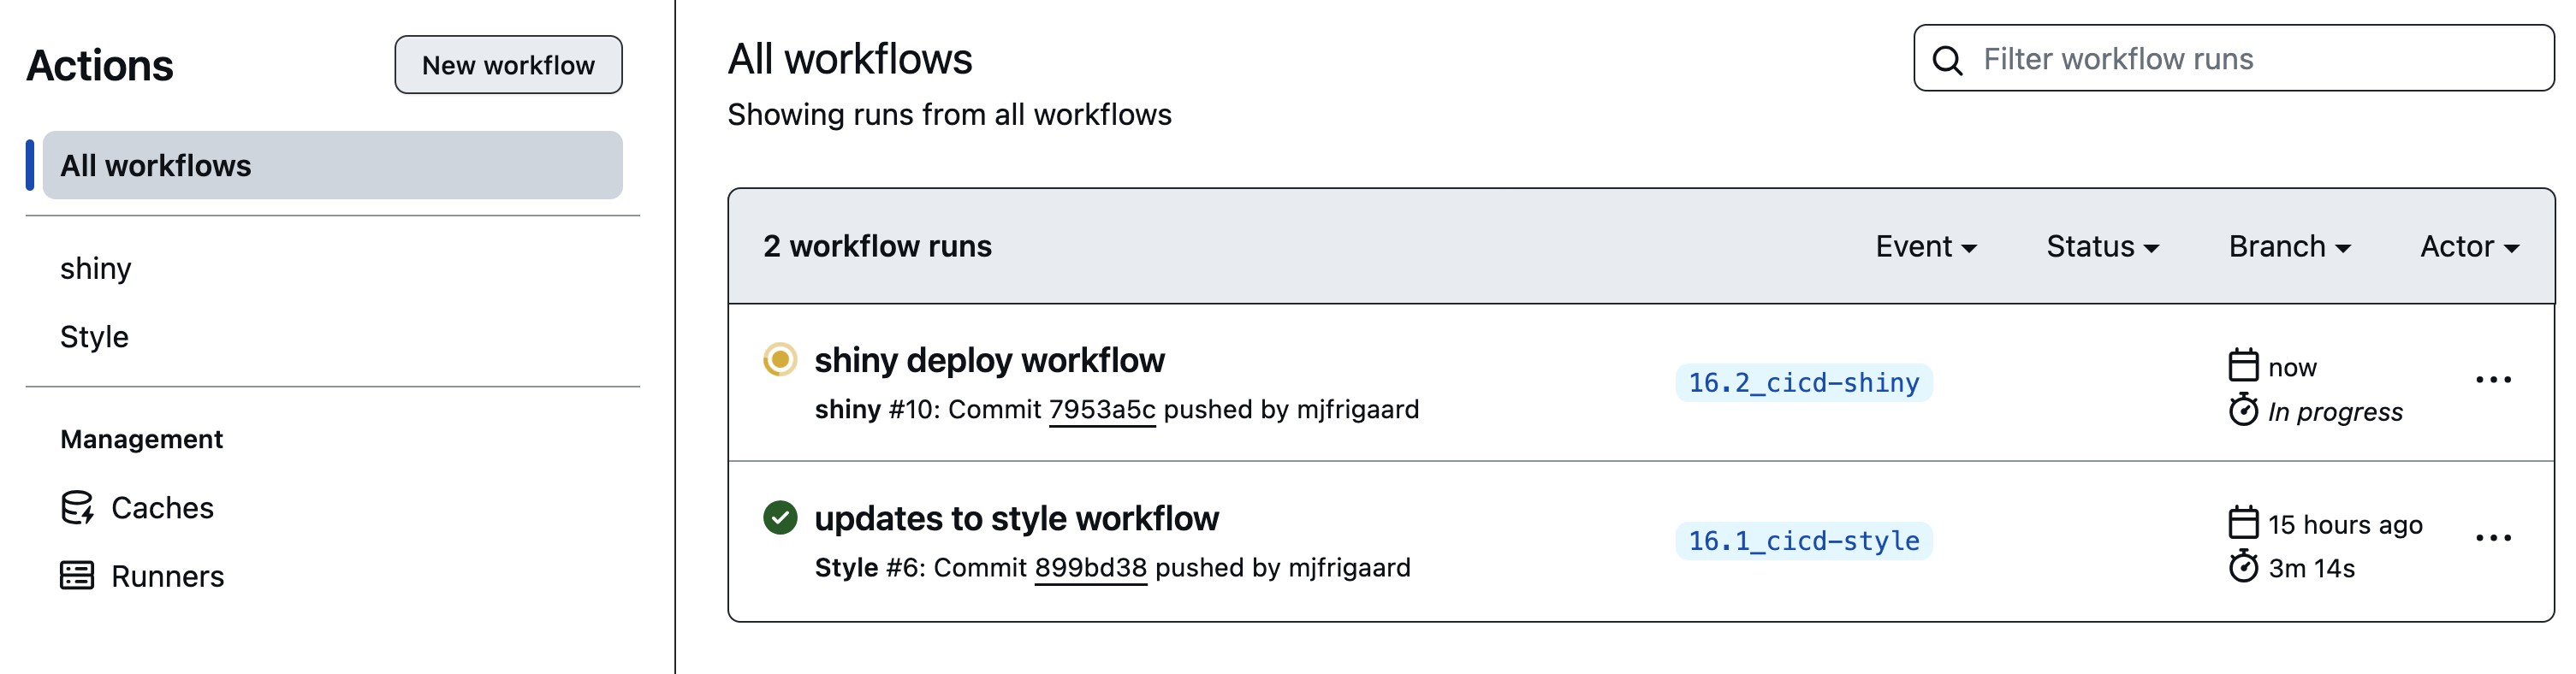 Actions
New workflow
All workflows
shiny
Style
Management
Caches
Runners
All workflows
Showing runs from all workflows
Filter workflow runs
2 workflow runs
Event
Status
Branch
Actor
shiny deploy workflow
shiny #10: Commit 7953a5c pushed by mjfrigaard
16.2_cicd-shiny
now
In progress
updates to style workflow
Style #6: Commit 899bd38 pushed by mjfrigaard
16.1_cicd-style
15 hours ago
3m 14s